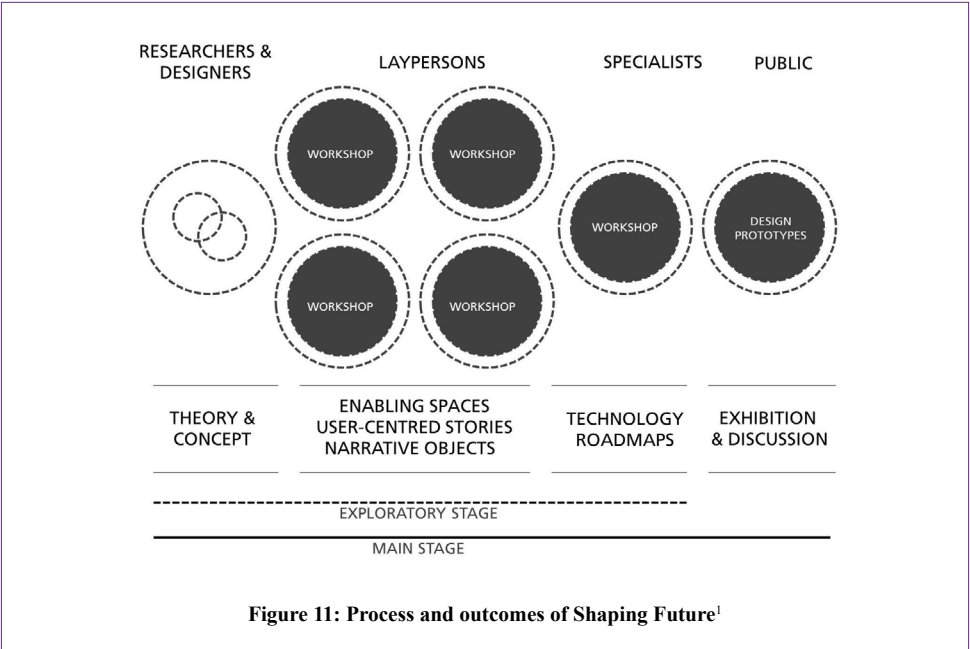 RESEARCHERS &
DESIGNERS
LAYPERSONS
SPECIALISTS
PUBLIC
WORKSHOP
WORKSHOP
WORKSHOP
DESIGN
PROTOTYPES
WORKSHOP
WORKSHOP
THEORY &
CONCEPT
ENABLING SPACES
USER-CENTRED STORIES
NARRATIVE OBJECTS
TECHNOLOGY
ROADMAPS
EXHIBITION
& DISCUSSION
EXPLORATORY STAGE
MAIN STAGE
Figure 11: Process and outcomes of Shaping Future1